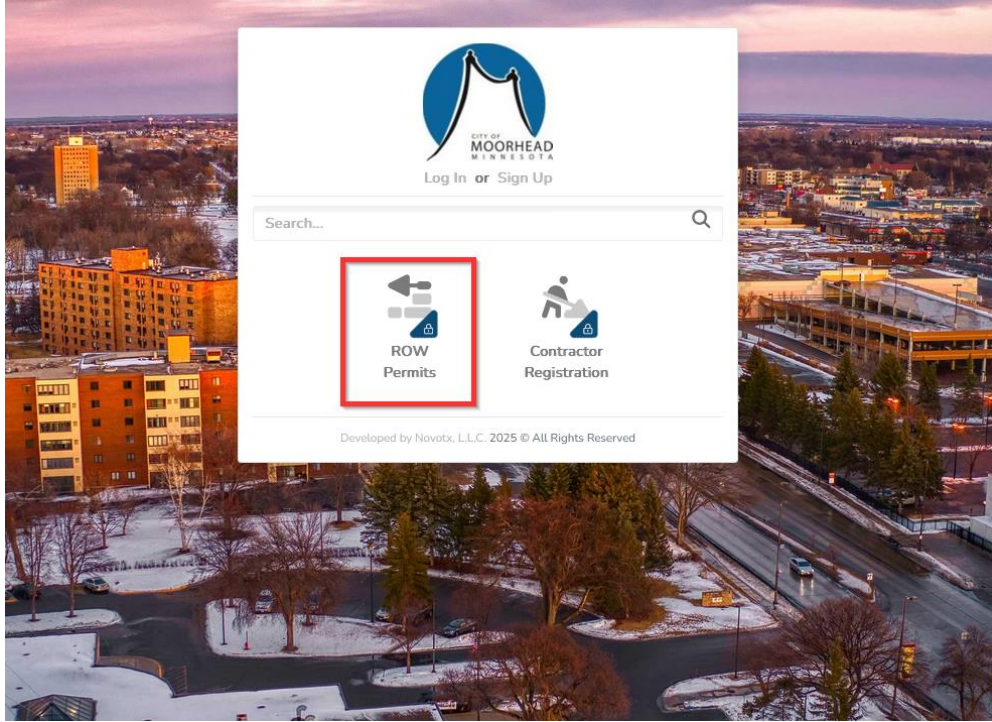 CITY OF
MOORHEAD
MINNESOTA
Log In or Sign Up
Search...
ROW
Permits
Contractor
Registration
Developed by Novotx, L.L.C. 2025 © All Rights Reserved